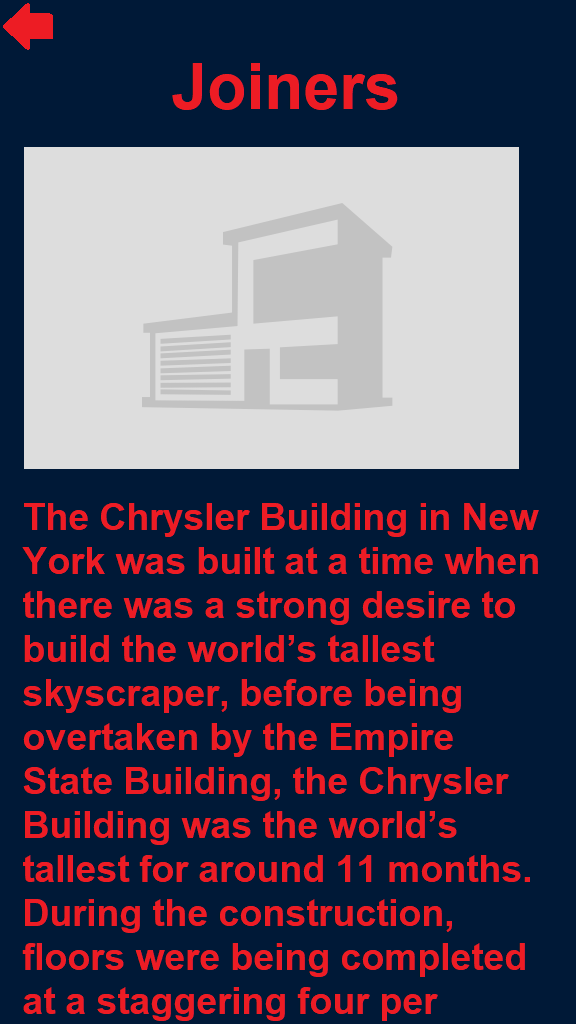 Joiners
The Chrysler Building in New
York was built at a time when
there was a strong desire to
build the world’s tallest
skyscraper, before being
overtaken by the Empire
State Building, the Chrysler
Building was the world’s
tallest for around 11 months.
During the construction,
floors were being completed
at a staggering four per